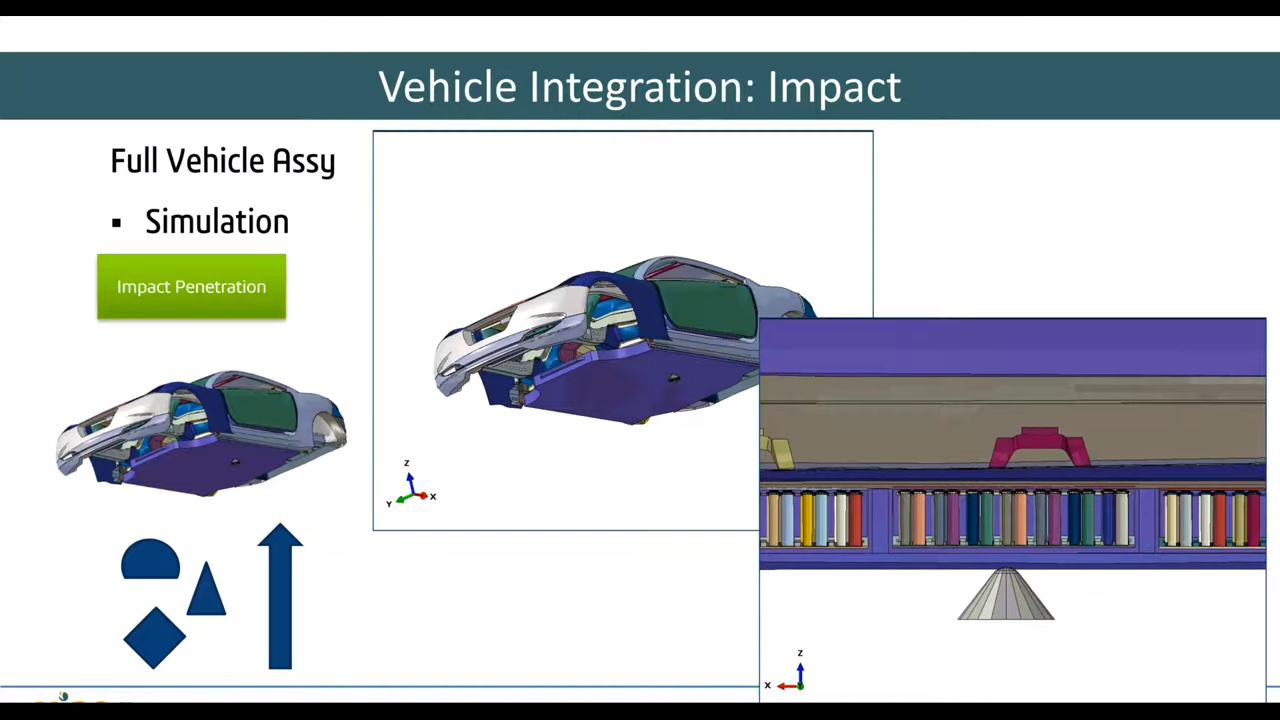 Vehicle Integration: Impact
Full Vehicle Assy
▪ Simulation
Impact Penetration
Z
Y
X
Z
X